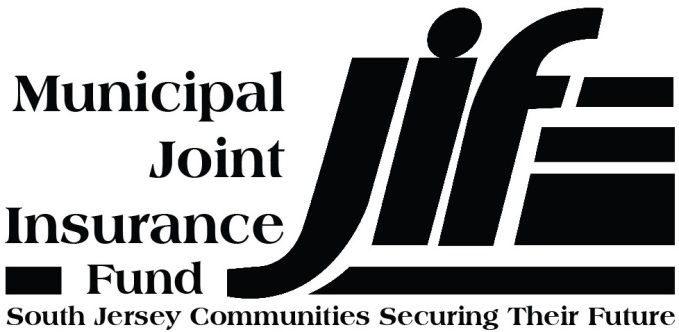 Municipal
Joint
Insurance
Fund
jif
South Jersey Communities Securing Their Future